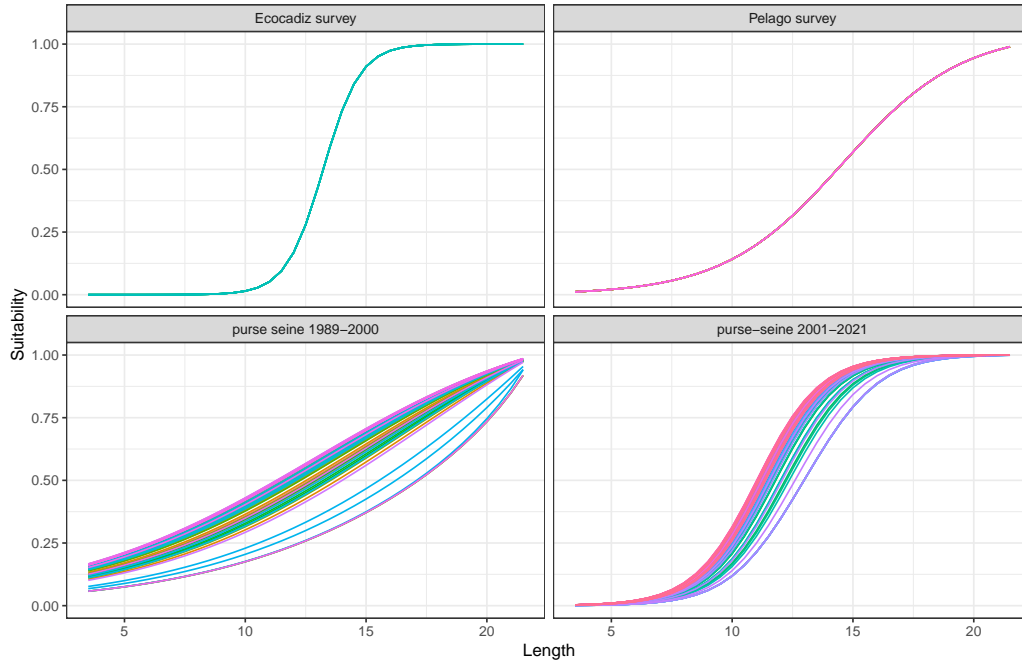 Ecocadiz survey
Pelago survey
1.00
0.75
0.50
0.25
0.00
purse seine 1989−2000
purse−seine 2001−2021
1.00
0.75
0.50
0.25
0.00
5 10 15 20
5 10 15 20
Length
Suitability